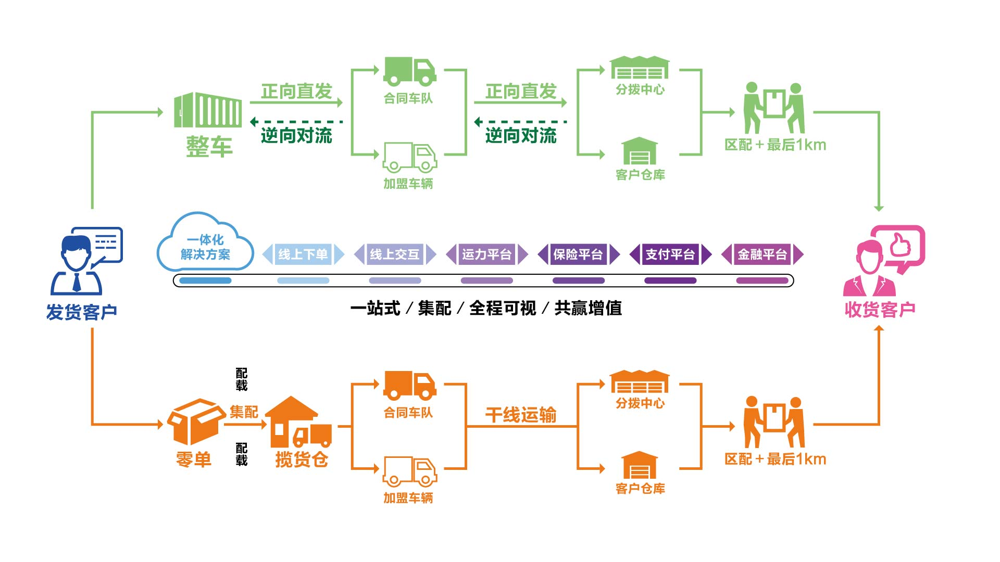 正向直发
逆向对流
整车
合同车队
加盟车辆
正向直发
逆向对流
分拨中心
客户仓库
区配+最后1km
发货客户
一体化
解决方案
线上下单
线上交互
运力平台
保险平台
支付平台
金融平台
一站式 / 集配 / 全程可视 / 共赢增值
收货客户
零单
配载
集配
配载
揽货仓
合同车队
加盟车辆
干线运输
分拨中心
客户仓库
区配+最后1km